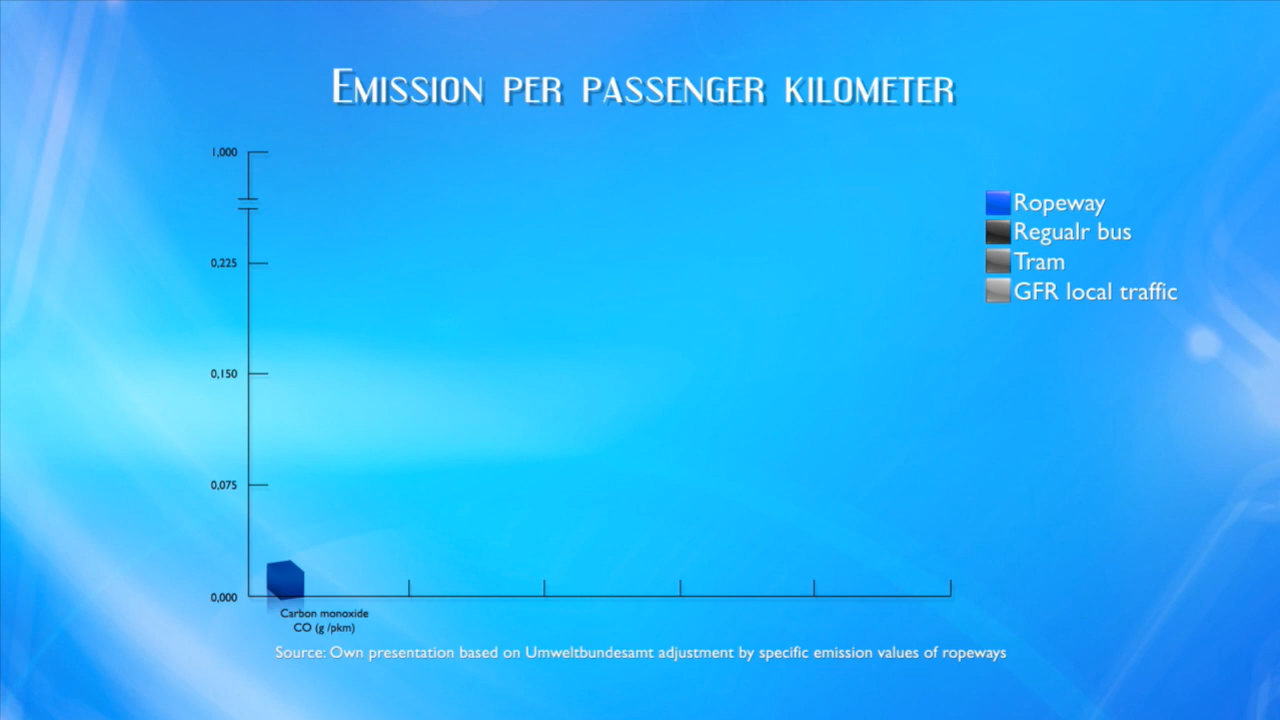 Emission per passenger kilometer
1,000
0,225
0,150
0,075
0,000
Ropeway
Regualr bus
Tram
GFR local traffic
Carbon monoxide
CO (g /pkm)
Source: Own presentation based on Umweltbundesamt adjustment by specific emission values of ropeways